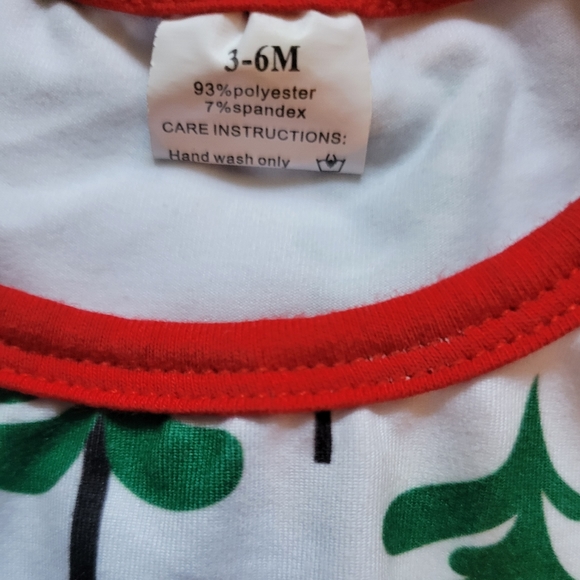 3-6M
93%polyester
7%spandex
CARE INSTRUCTIONS:
Hand wash only